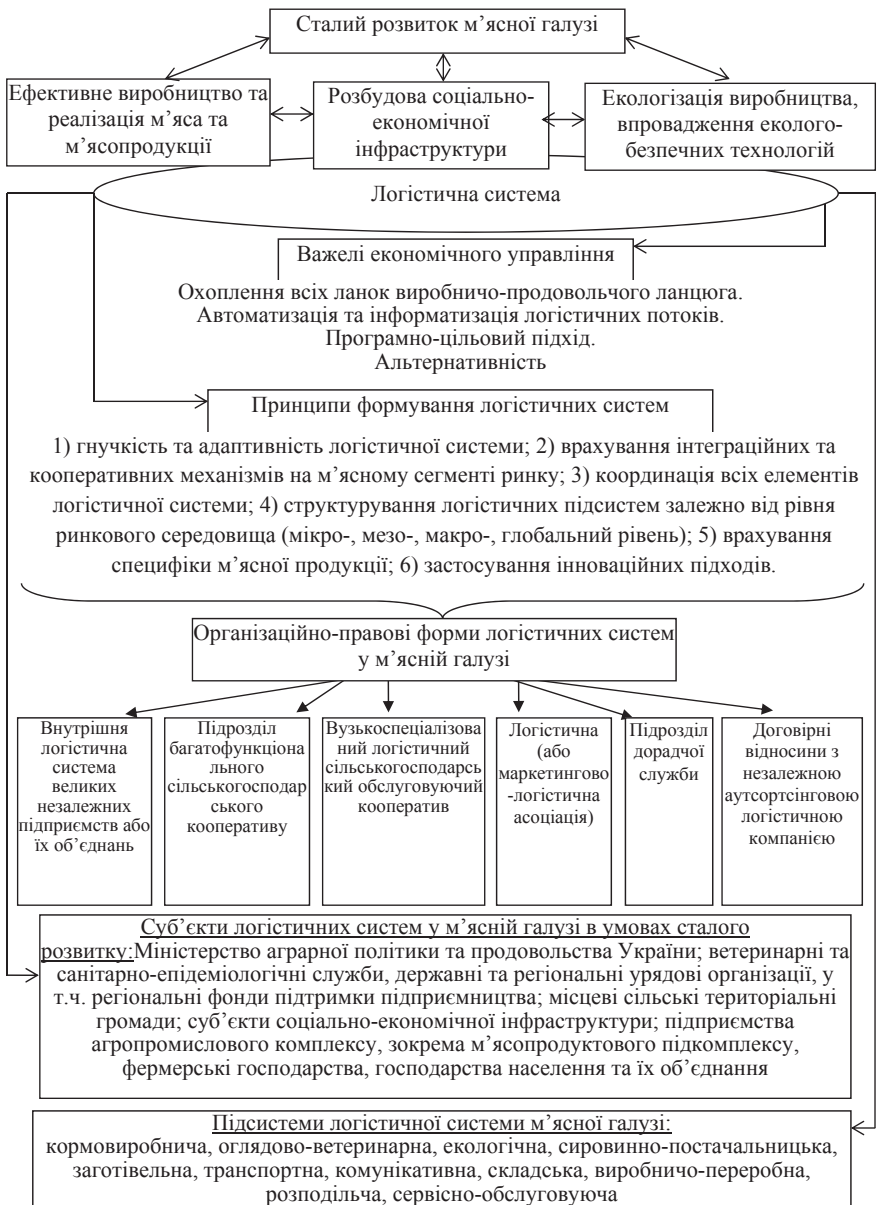 Сталий розвиток м’ясної галузі
Ефективне виробництво та
реалізація м’яса та
м’ясопродукції
Розбудова соціально-
економічної
інфраструктури
Екологізація виробництва,
впровадження еколого-
безпечних технологій
Логістична система
Важелі економічного управління
Охоплення всіх ланок виробничо-продовольчого ланцюга.
Автоматизація та інформатизація логістичних потоків.
Програмно-цільовий підхід.
Альтернативність
Принципи формування логістичних систем
1) гнучкість та адаптивність логістичної системи; 2) врахування інтеграційних та
кооперативних механізмів на м’ясному сегменті ринку; 3) координація всіх елементів
логістичної системи; 4) структурування логістичних підсистем залежно від рівня
ринкового середовища (мікро-, мезо-, макро-, глобальний рівень); 5) врахування
специфіки м’ясної продукції; 6) застосування інноваційних підходів.
Організаційно-правові форми логістичних систем
у м’ясній галузі
Внутрішня
логістична
система
великих
незалежних
підприємств або
їх об’єднань
Підрозділ
багатофункціона
льного
сільськогосподар
ського
кооперативу
Вузькоспеціалізов
аний логістичний
сільськогосподарсь
кий обслуговуючий
кооператив
Логістична
(або
маркетингово
-логістична
асоціація)
Підрозділ
дорадчої
служби
Договірні
відносини з
незалежною
аутсортсінговою
логістичною
компанією
Суб’єкти логістичних систем у м’ясній галузі в умовах сталого
розвитку:Міністерство аграрної політики та продовольства України; ветеринарні та
санітарно-епідеміологічні служби, державні та регіональні урядові організації, у
т.ч. регіональні фонди підтримки підприємництва; місцеві сільські територіальні
громади; суб’єкти соціально-економічної інфраструктури; підприємства
агропромислового комплексу, зокрема м’ясопродуктового підкомплексу,
фермерські господарства, господарства населення та їх об’єднання
Підсистеми логістичної системи м’ясної галузі:
кормовиробнича, оглядово-ветеринарна, екологічна, сировинно-постачальницька,
заготівельна, транспортна, комунікативна, складська, виробничо-переробна,
розподільча, сервісно-обслуговуюча